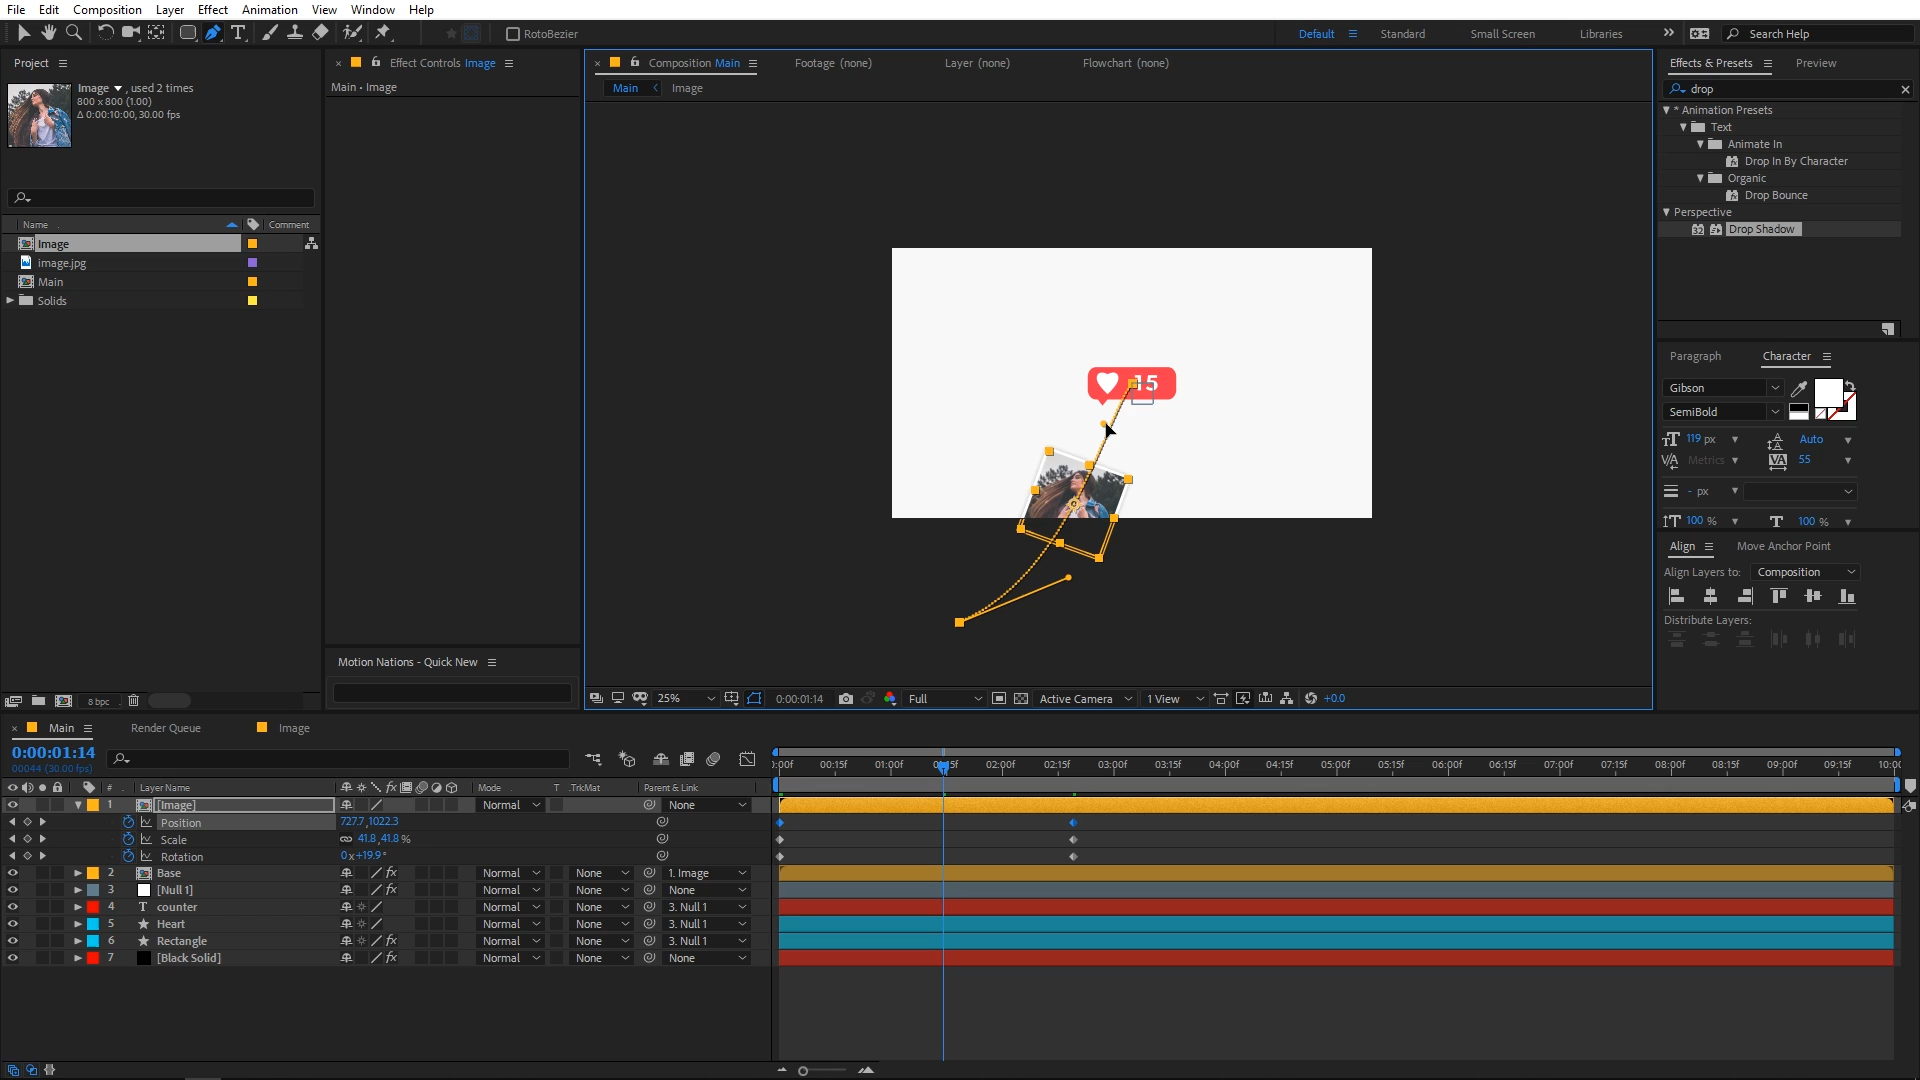 File Edit Composition Layer Effect Animation View Window Help
RotoBezier
Default Standard Small Screen Libraries Search Help
Project
Image , used 2 times
800 x 800 (1.00)
Δ 0:00:10:00, 30.00 fps
Name Comment
Image
image.jpg
Main
Solids
8 bpc
Effect Controls Image
Main • Image
Motion Nations - Quick New
Composition Main Footage (none) Layer (none) Flowchart (none)
Main Image
15
25% 0:00:01:14 Full Active Camera 1 View +0.0
Effects & Presets Preview
drop
* Animation Presets
Text
Animate In
Drop In By Character
Organic
Drop Bounce
Perspective
32 Drop Shadow
Paragraph Character
Gibson
SemiBold
119 px Auto
Metrics 55
- px
100 % 100 %
Align Move Anchor Point
Align Layers to: Composition
Distribute Layers:
Main Render Queue Image
0:00:01:14
00044 (30.00 fps)
:00f 00:15f 01:00f 01:15f 02:00f 02:15f 03:00f 03:15f 04:00f 04:15f 05:00f 05:15f 06:00f 06:15f 07:00f 07:15f 08:00f 08:15f 09:00f 09:15f 10:00
# Layer Name fx Mode T .TrkMat Parent & Link
1 [Image] Normal None
Position 727.7,1022.3
Scale 41.8,41.8 %
Rotation 0x+19.9°
2 Base fx Normal None 1. Image
3 [Null 1] fx Normal None None
4 T counter Normal None 3. Null 1
5 Heart Normal None 3. Null 1
6 Rectangle fx Normal None 3. Null 1
7 [Black Solid] fx Normal None None